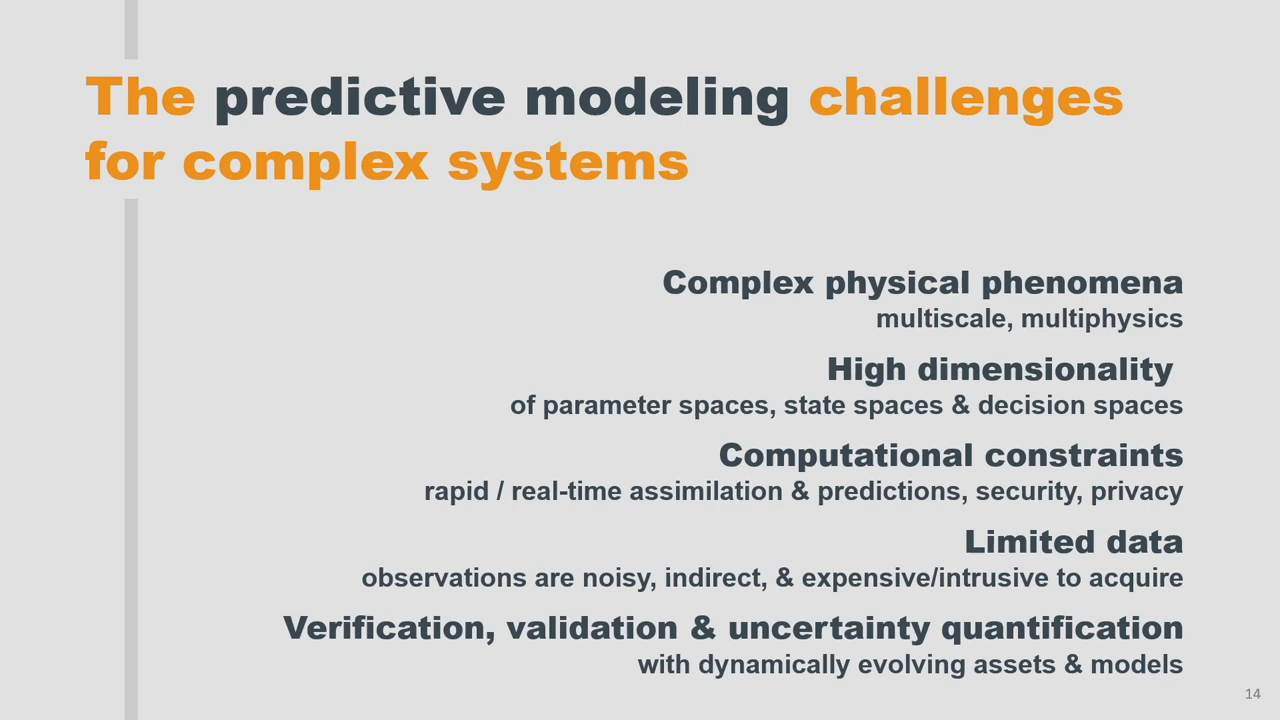 The predictive modeling challenges
for complex systems
Complex physical phenomena
multiscale, multiphysics
High dimensionality
of parameter spaces, state spaces & decision spaces
Computational constraints
rapid / real-time assimilation & predictions, security, privacy
Limited data
observations are noisy, indirect, & expensive/intrusive to acquire
Verification, validation & uncertainty quantification
with dynamically evolving assets & models
14